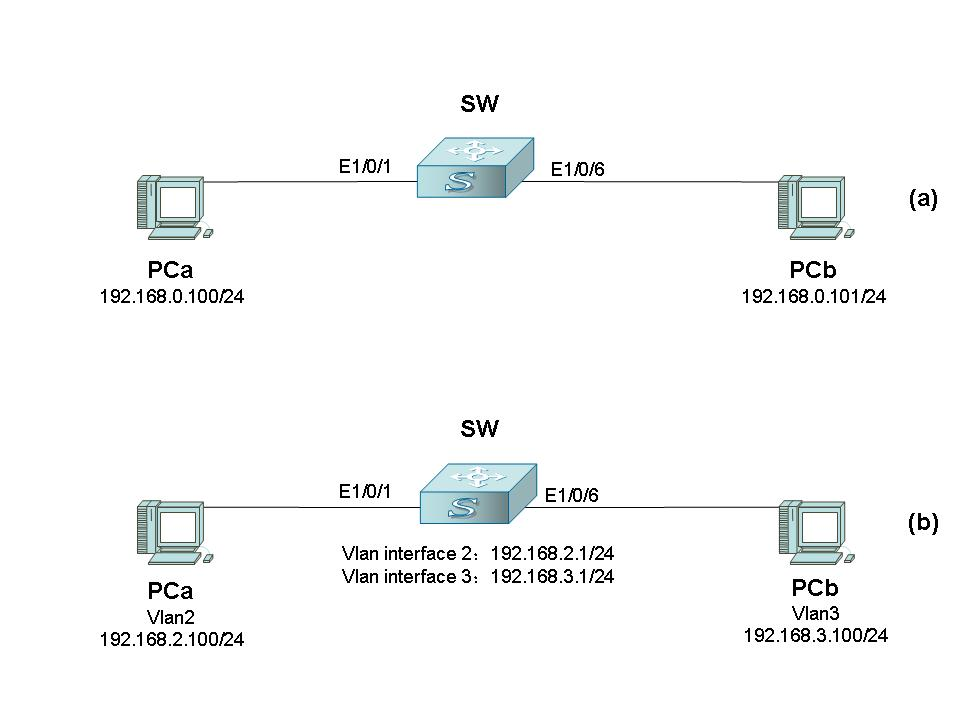 SW
E1/0/1
E1/0/6
(a)
PCa
192.168.0.100/24
PCb
192.168.0.101/24
SW
E1/0/1
E1/0/6
(b)
Vlan interface 2：192.168.2.1/24
Vlan interface 3：192.168.3.1/24
PCa
Vlan2
192.168.2.100/24
PCb
Vlan3
192.168.3.100/24